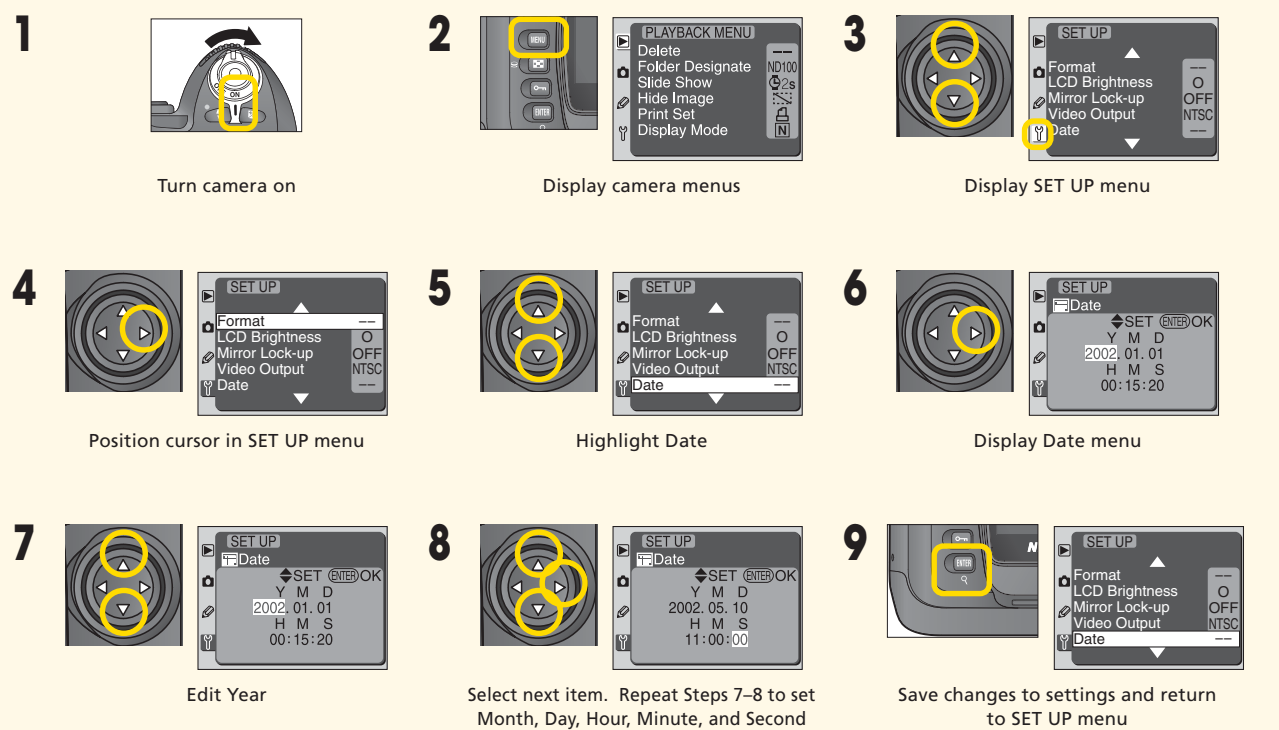 1
ON
Turn camera on
2
MENU
ENTER
PLAYBACK MENU
Delete --
Folder Designate ND100
Slide Show 2s
Hide Image
Print Set
Display Mode N
Display camera menus
3
SET UP
Format --
LCD Brightness O
Mirror Lock-up OFF
Video Output NTSC
Date --
Display SET UP menu
4
SET UP
Format --
LCD Brightness O
Mirror Lock-up OFF
Video Output NTSC
Date --
Position cursor in SET UP menu
5
SET UP
Format --
LCD Brightness O
Mirror Lock-up OFF
Video Output NTSC
Date --
Highlight Date
6
SET UP
Date
SET ENTER OK
Y M D
2002. 01. 01
H M S
00:15:20
Display Date menu
7
SET UP
Date
SET ENTER OK
Y M D
2002. 01. 01
H M S
00:15:20
Edit Year
8
SET UP
Date
SET ENTER OK
Y M D
2002. 05. 10
H M S
11:00:00
Select next item. Repeat Steps 7–8 to set
Month, Day, Hour, Minute, and Second
9
ENTER
N
SET UP
Format --
LCD Brightness O
Mirror Lock-up OFF
Video Output NTSC
Date --
Save changes to settings and return
to SET UP menu